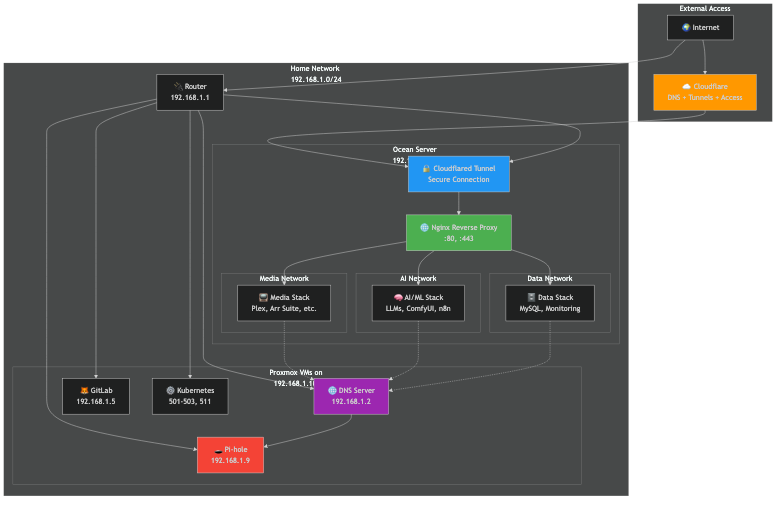 External Access
Internet
Cloudflare
DNS + Tunnels + Access
Home Network
192.168.1.0/24
Router
192.168.1.1
Ocean Server
192.
Cloudflared Tunnel
Secure Connection
Nginx Reverse Proxy
:80, :443
Media Network
AI Network
Data Network
Media Stack
Plex, Arr Suite, etc.
AI/ML Stack
LLMs, ComfyUI, n8n
Data Stack
MySQL, Monitoring
Proxmox VMs on
192.168.1.1
GitLab
192.168.1.5
Kubernetes
501-503, 511
DNS Server
192.168.1.2
Pi-hole
192.168.1.9